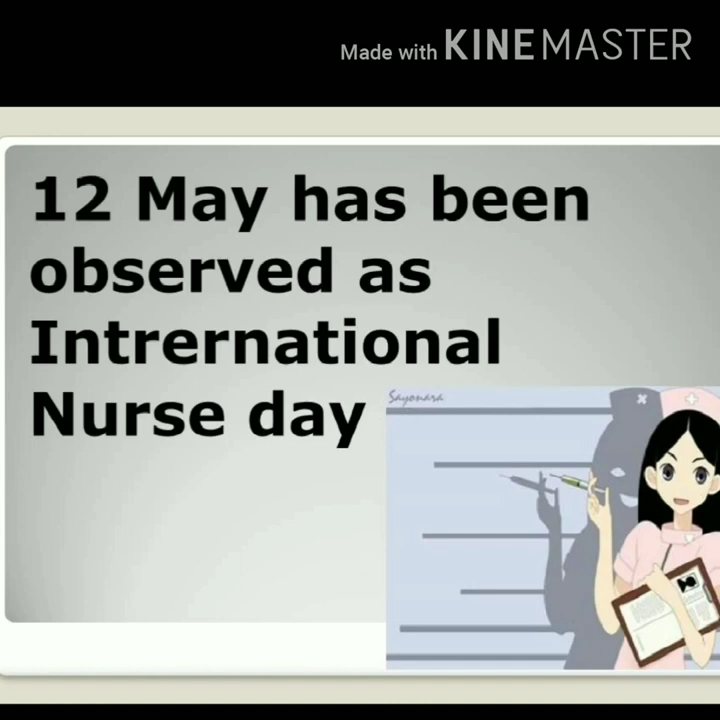 Made with KINEMASTER
12 May has been
observed as
Intrernational
Nurse day
Sayonara